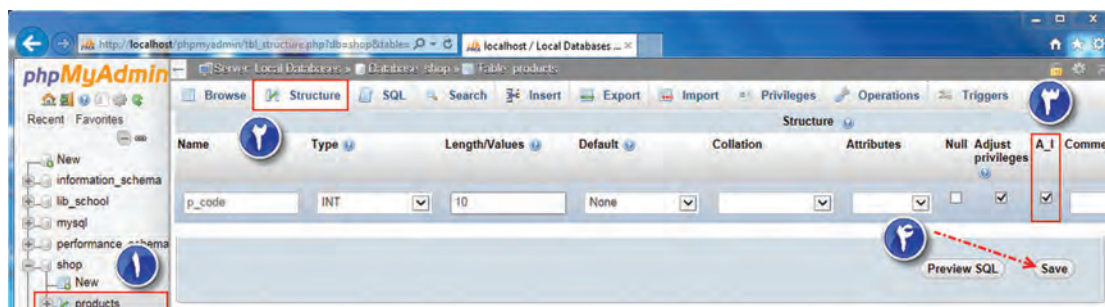 http://localhost/phpmyadmin/tbl_structure.php?db=shop&table= localhost / Local Databases ...
phpMyAdmin
Server: Local Databases » Database: shop » Table: products
Browse Structure SQL Search Insert Export Import Privileges Operations Triggers
Recent Favorites
۲ ۳
Structure
Name Type Length/Values Default Collation Attributes Null Adjust privileges A_I Comme
New
information_schema
lib_school
p_code INT 10 None
mysql
performance_schema
shop
۱ ۴
New
Preview SQL Save
products